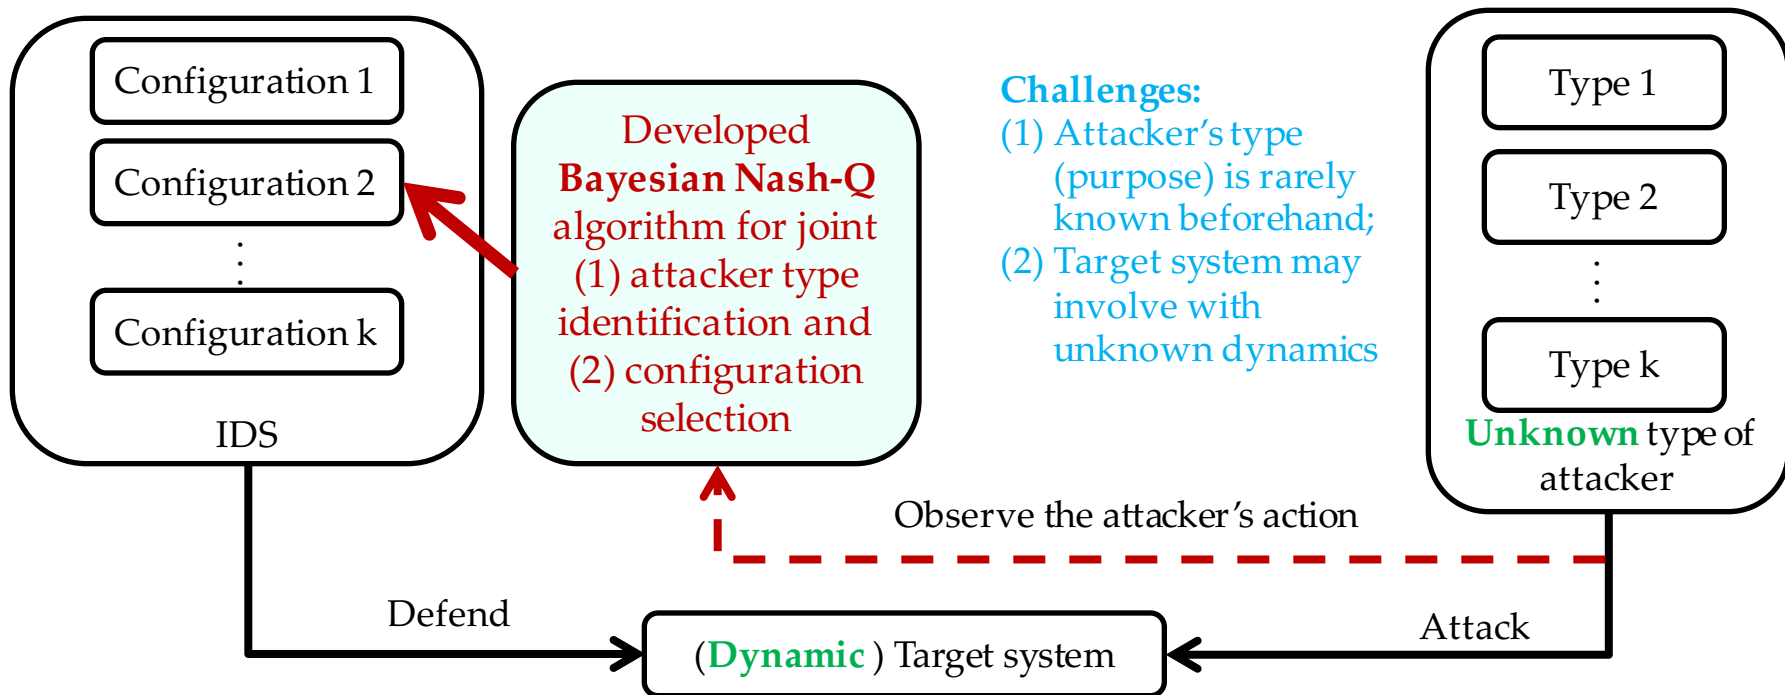 Configuration 1
Configuration 2
⋮
Configuration k
IDS
Developed
Bayesian Nash-Q
algorithm for joint
(1) attacker type
identification and
(2) configuration
selection
Challenges:
(1) Attacker's type
(purpose) is rarely
known beforehand;
(2) Target system may
involve with
unknown dynamics
Type 1
Type 2
⋮
Type k
Unknown type of
attacker
Observe the attacker's action
Defend
Attack
(Dynamic ) Target system